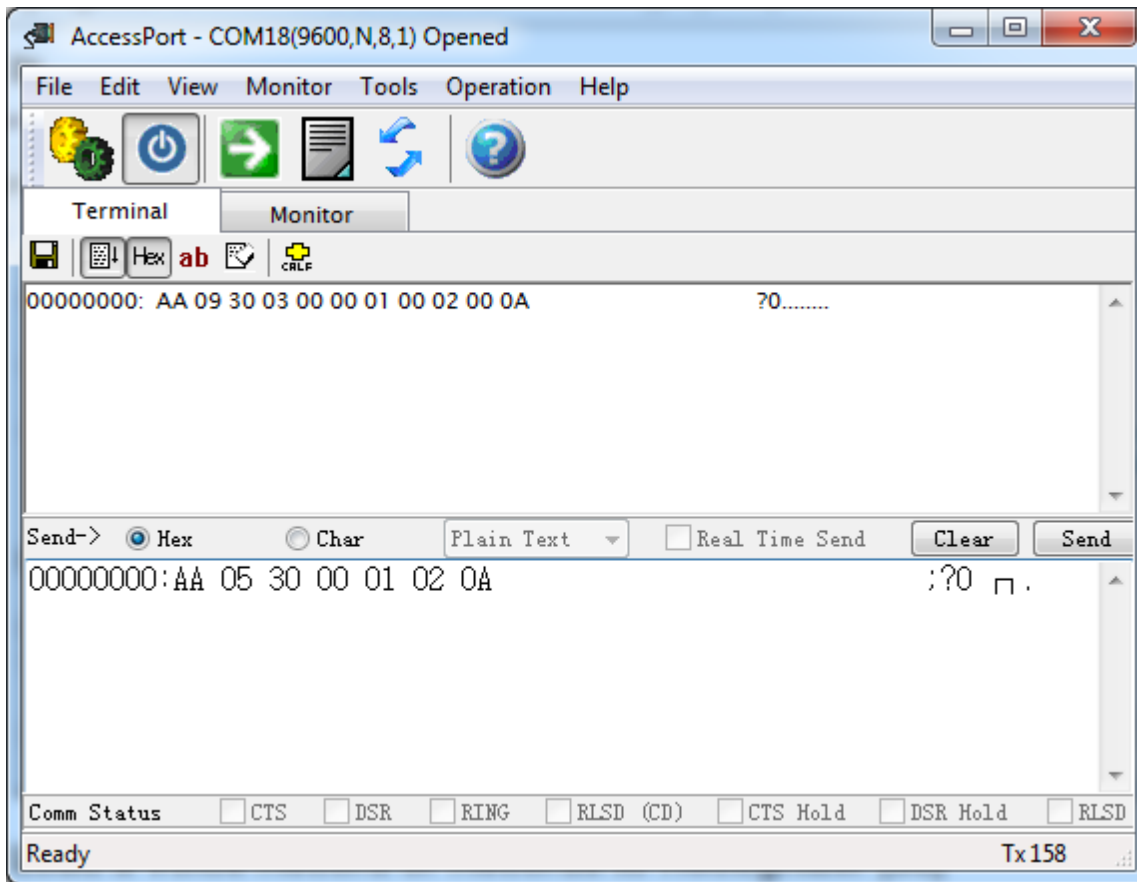 AccessPort - COM18(9600,N,8,1) Opened
File Edit View Monitor Tools Operation Help
Terminal Monitor
Hex ab CRLF
00000000: AA 09 30 03 00 00 01 00 02 00 0A ?0........
Send-> Hex Char Plain Text Real Time Send Clear Send
00000000:AA 05 30 00 01 02 0A ;?0 ┌┐.
Comm Status CTS DSR RING RLSD (CD) CTS Hold DSR Hold RLSD
Ready Tx 158